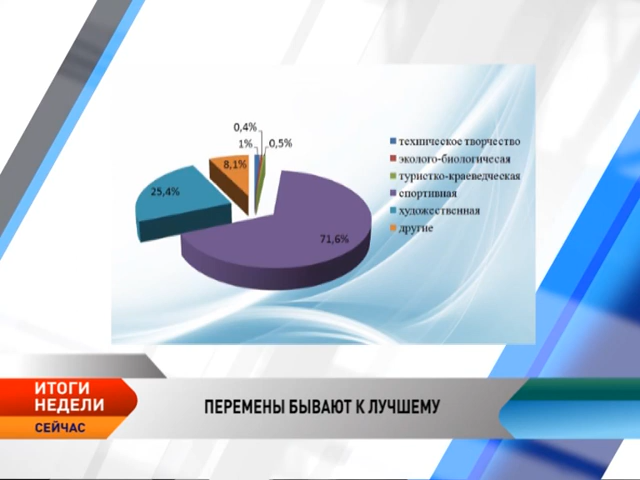 0,4%
1%
0,5%
8,1%
25,4%
71,6%
техническое творчество
эколого-биологичесая
туристко-краеведческая
спортивная
художественная
другие
ИТОГИ
НЕДЕЛИ
СЕЙЧАС
ПЕРЕМЕНЫ БЫВАЮТ К ЛУЧШЕМУ